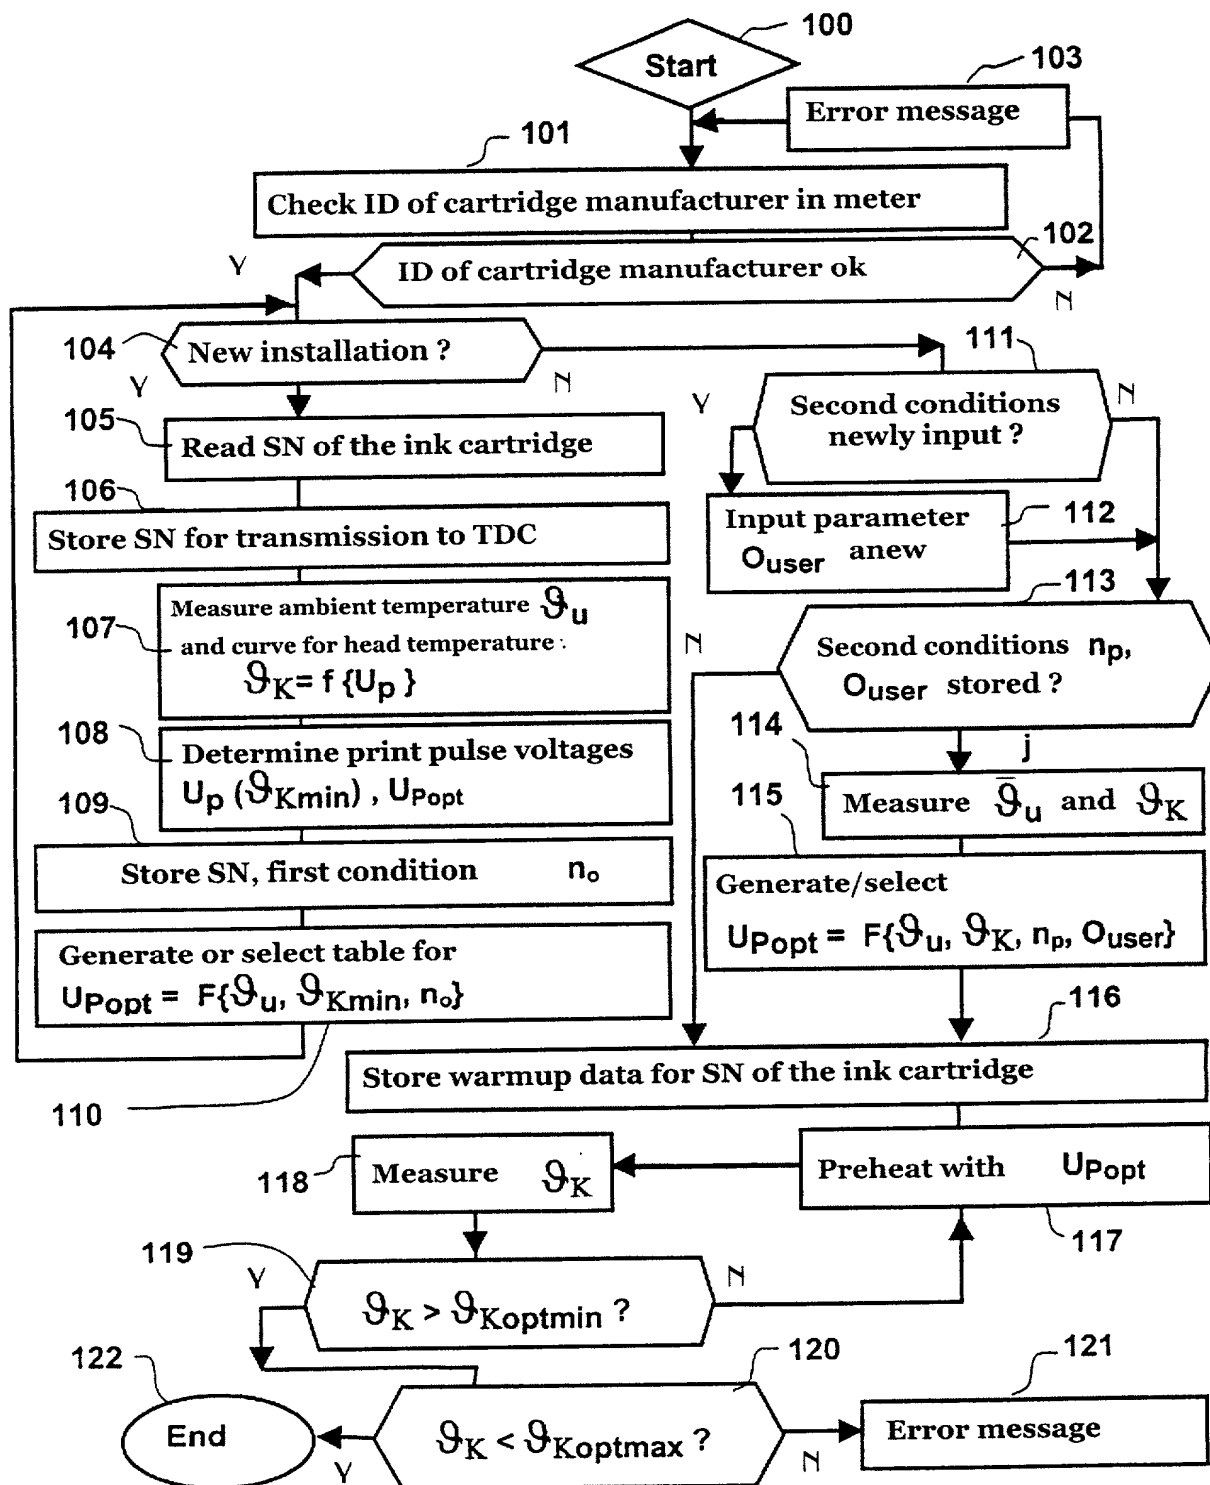 100
Start
103
Error message
101
Check ID of cartridge manufacturer in meter
102
ID of cartridge manufacturer ok
Y
N
104
New installation ?
Y
N
111
Second conditions
newly input ?
Y
N
105
Read SN of the ink cartridge
106
Store SN for transmission to TDC
112
Input parameter
Ouser anew
107
Measure ambient temperature ϑu
and curve for head temperature
ϑK = f {Up}
113
Second conditions np,
Ouser stored ?
N
j
108
Determine print pulse voltages
Up (ϑKmin) , UPopt
114
Measure ϑ̄u and ϑK
109
Store SN, first condition no
115
Generate/select
UPopt = F{ϑu, ϑK, np, Ouser}
Generate or select table for
UPopt = F{ϑu, ϑKmin, no}
110
116
Store warmup data for SN of the ink cartridge
118
Measure ϑK
Preheat with UPopt
117
119
ϑK > ϑKoptmin ?
Y
N
122
End
120
ϑK < ϑKoptmax ?
Y
N
121
Error message